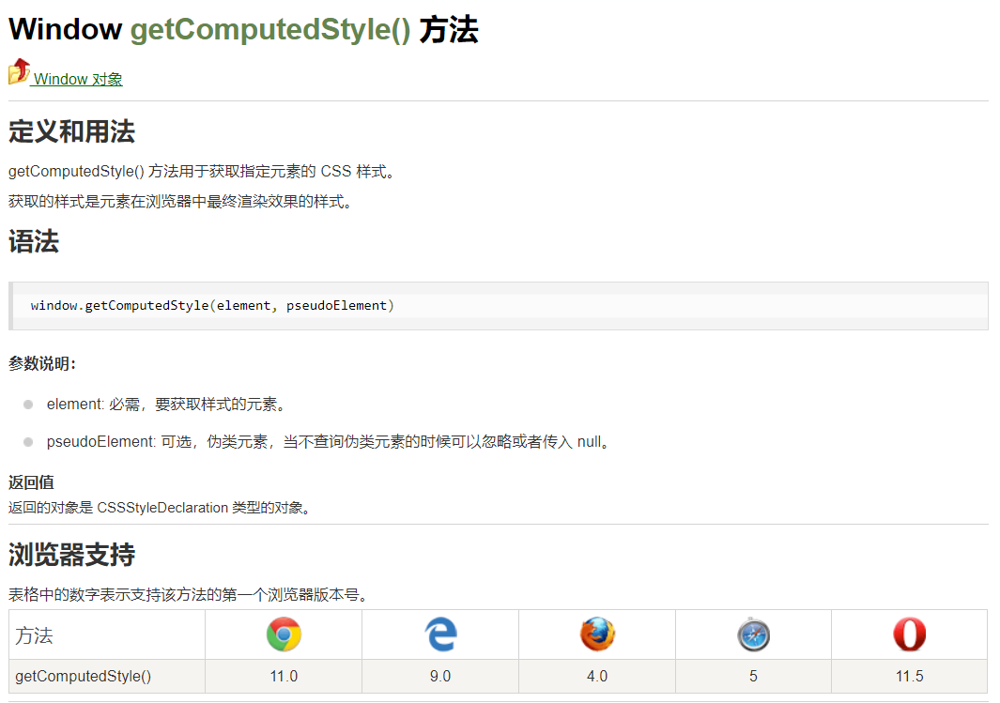 Window getComputedStyle() 方法
Window 对象
定义和用法
getComputedStyle() 方法用于获取指定元素的 CSS 样式。
获取的样式是元素在浏览器中最终渲染效果的样式。
语法
window.getComputedStyle(element, pseudoElement)
参数说明：
element: 必需，要获取样式的元素。
pseudoElement: 可选，伪类元素，当不查询伪类元素的时候可以忽略或者传入 null。
返回值
返回的对象是 CSSStyleDeclaration 类型的对象。
浏览器支持
表格中的数字表示支持该方法的第一个浏览器版本号。
方法
getComputedStyle() 11.0 9.0 4.0 5 11.5